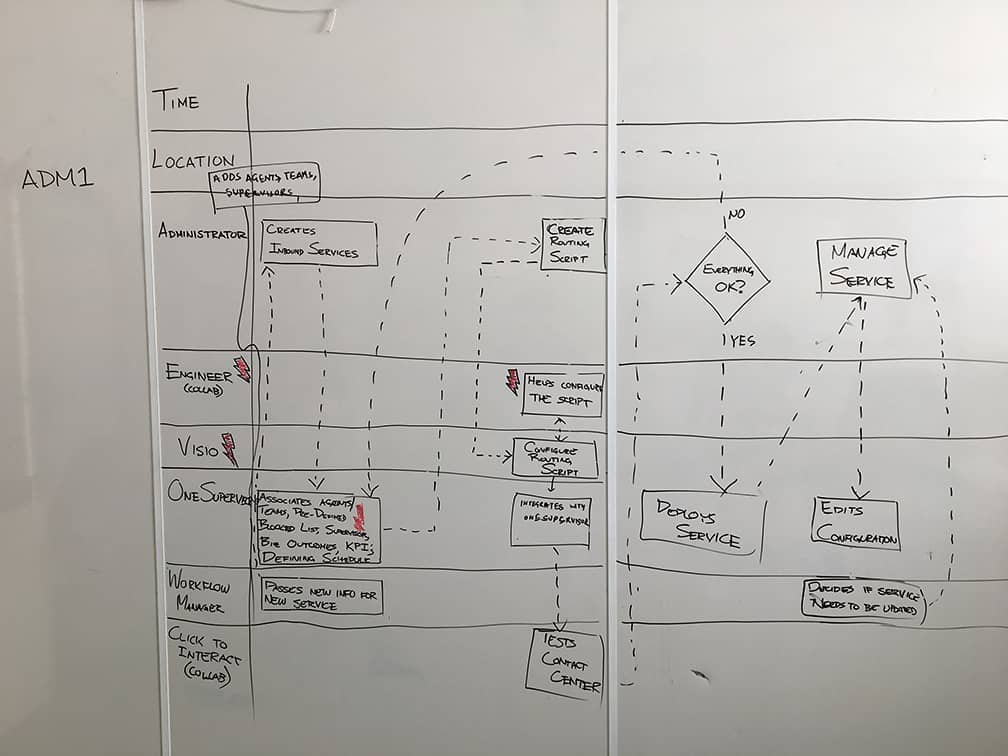 TIME
LOCATION
ADM1
ADDS AGENTS, TEAMS,
SUPERVISORS
ADMINISTRATOR
CREATES
INBOUND SERVICES
CREATE
ROUTING
SCRIPT
NO
EVERYTHING
OK?
YES
MANAGE
SERVICE
ENGINEER
(COLLAB)
HELPS CONFIGURE
THE SCRIPT
VISIO
CONFIGURE
ROUTING
SCRIPT
ONESUPERVISOR
ASSOCIATES AGENTS,
TEAMS, PRE-DEFINED
BLOCKED LIST, SUPERVISORS,
BIZ OUTCOMES, KPI,
DEFINING SCHEDULE
INTEGRATES WITH
ONESUPERVISOR
DEPLOYS
SERVICE
EDITS
CONFIGURATION
WORKFLOW
MANAGER
PASSES NEW INFO FOR
NEW SERVICE
DECIDES IF SERVICE
NEEDS TO BE UPDATED
CLICK TO
INTERACT
(COLLAB)
TESTS
CONTACT
CENTER